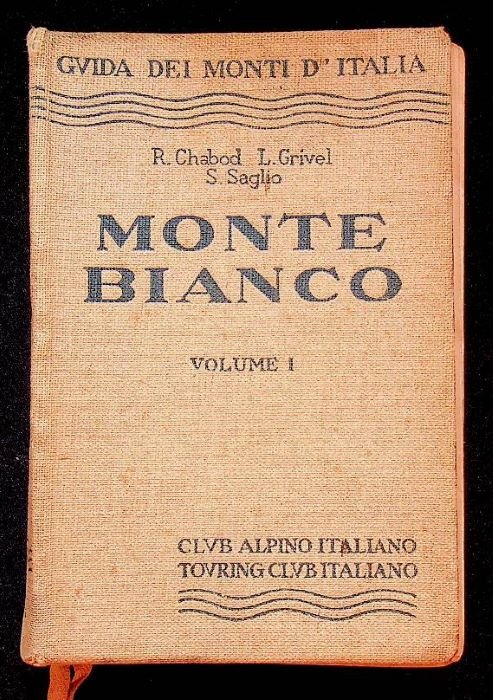 GVIDA DEI MONTI D'ITALIA
R. Chabod L. Grivel
S. Saglio
MONTE
BIANCO
VOLUME I
CLVB ALPINO ITALIANO
TOVRING CLVB ITALIANO